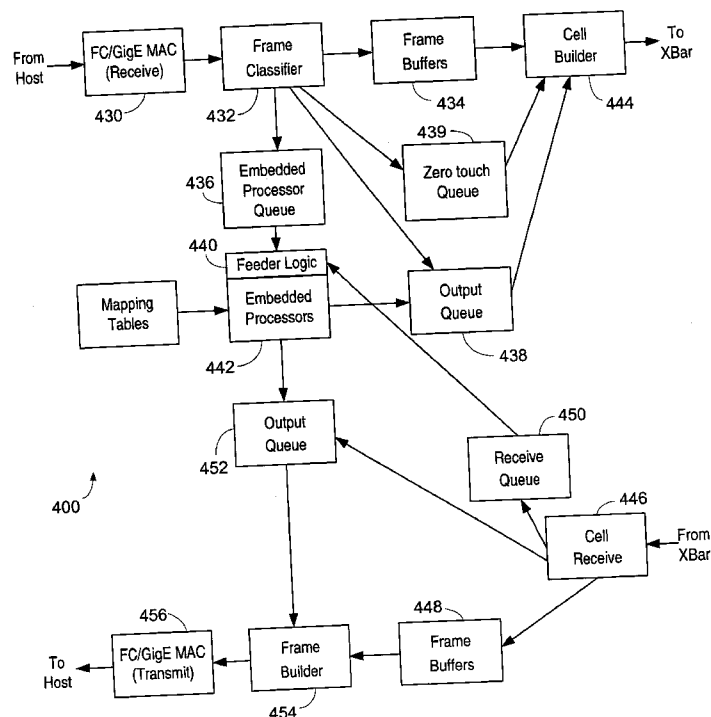 From
Host
FC/GigE MAC
(Receive)
430
Frame
Classifier
432
Frame
Buffers
434
Cell
Builder
444
To
XBar
439
Zero touch
Queue
436
Embedded
Processor
Queue
440
Feeder Logic
Embedded
Processors
442
Mapping
Tables
Output
Queue
438
Output
Queue
452
450
Receive
Queue
400
446
Cell
Receive
From
XBar
456
FC/GigE MAC
(Transmit)
To
Host
Frame
Builder
454
448
Frame
Buffers